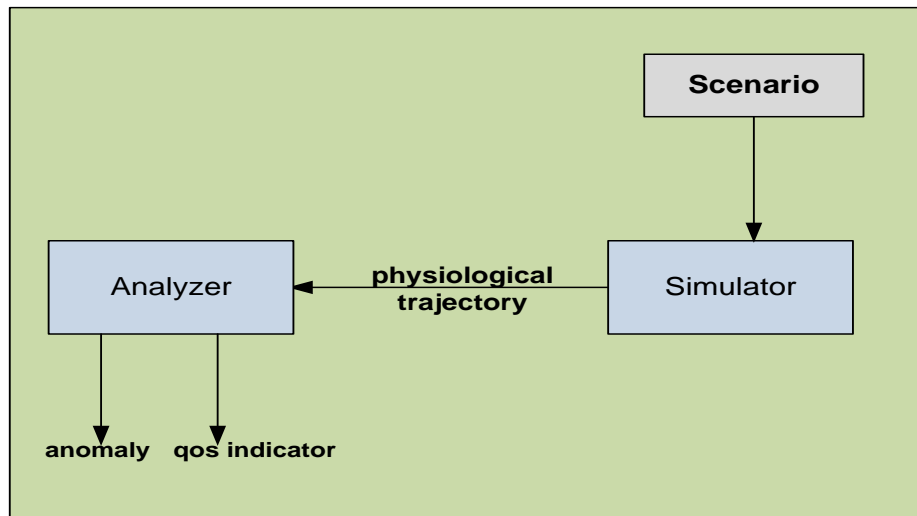 Scenario
Analyzer
physiological
trajectory
Simulator
anomaly
qos indicator